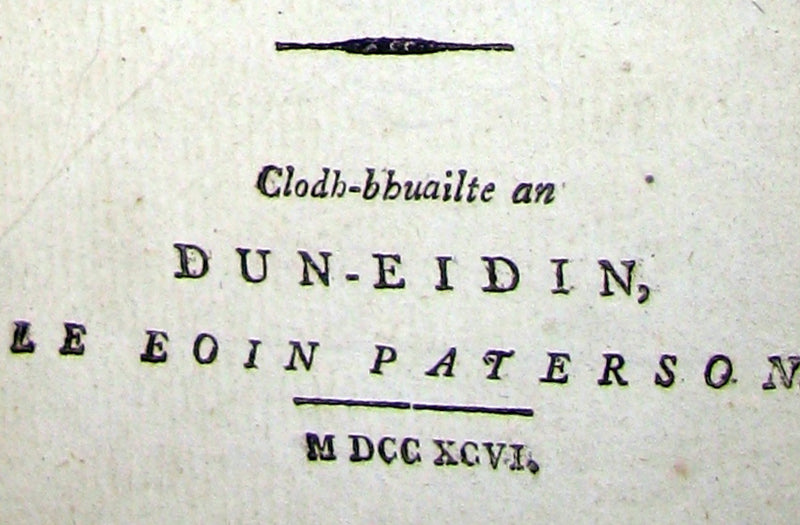 Clodh-bhuailte an
DUN-EIDIN,
LE EOIN PATERSON
M DCC XCVI.